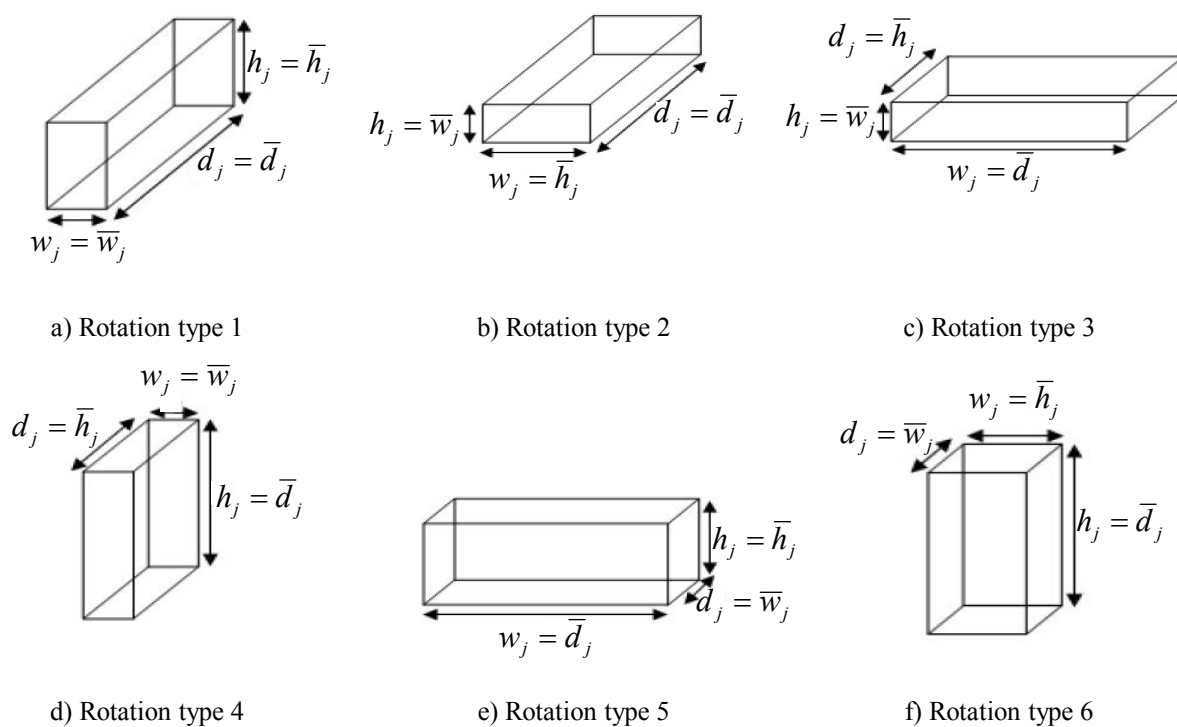 h_j = h̅_j
d_j = d̅_j
w_j = w̅_j
a) Rotation type 1
h_j = w̅_j
d_j = d̅_j
w_j = h̅_j
b) Rotation type 2
d_j = h̅_j
h_j = w̅_j
w_j = d̅_j
c) Rotation type 3
w_j = w̅_j
d_j = h̅_j
h_j = d̅_j
d) Rotation type 4
h_j = h̅_j
d_j = w̅_j
w_j = d̅_j
e) Rotation type 5
w_j = h̅_j
d_j = w̅_j
h_j = d̅_j
f) Rotation type 6